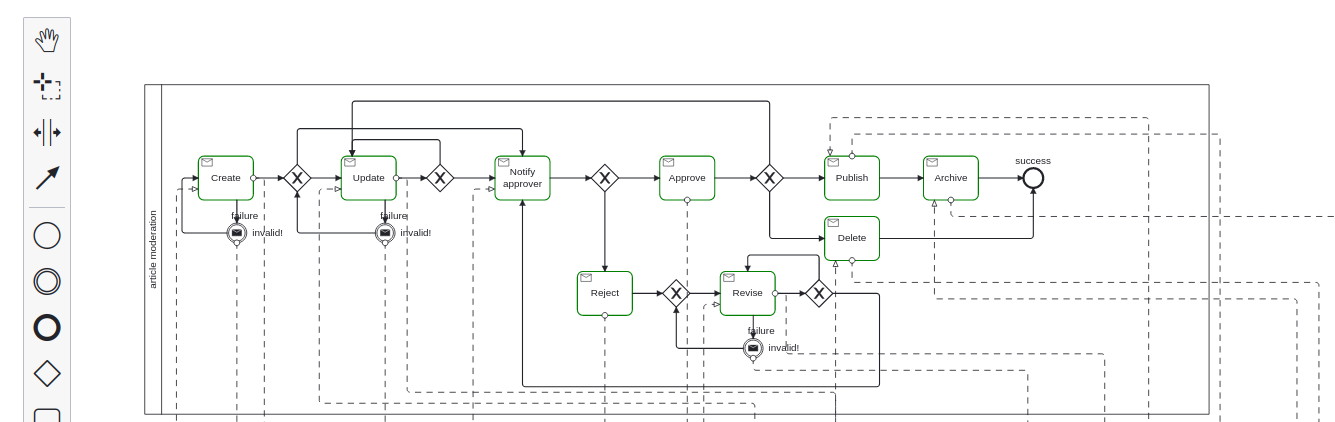 success
Create
Update
Notify
approver
Approve
Publish
Archive
failure
invalid!
failure
invalid!
Delete
article moderation
Reject
Revise
failure
invalid!